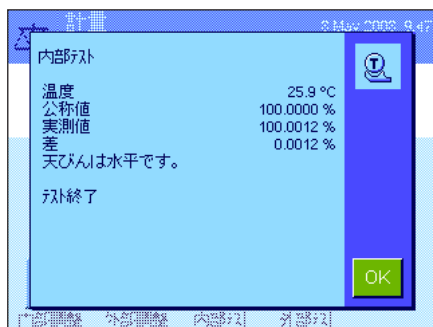 計量
8 May 2008 9:47
内部テスト
温度 25.9 °C
公称値 100.0000 %
実測値 100.0012 %
差 0.0012 %
天びんは水平です。
テスト終了
OK
内部調整 外部調整 内部テスト 外部テスト